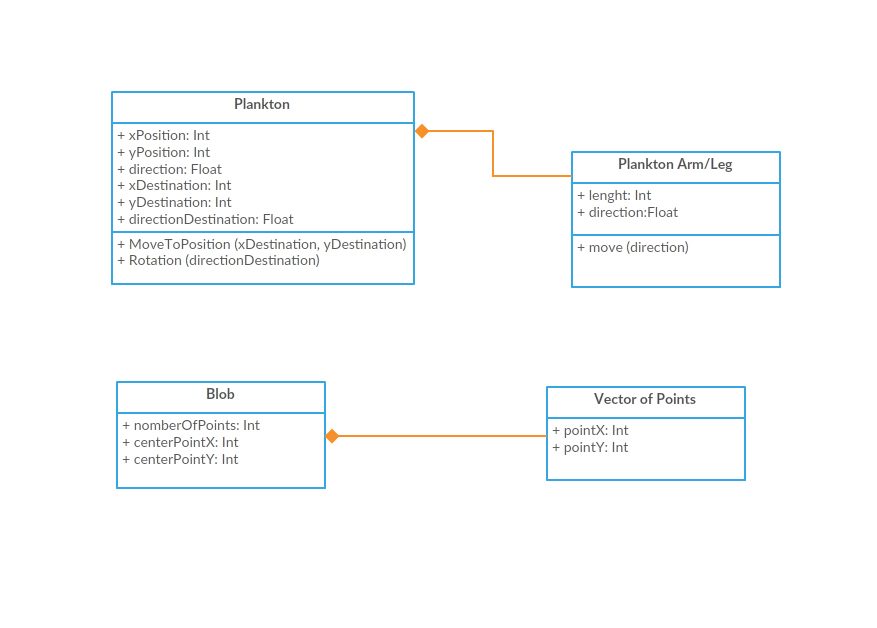 Plankton
+ xPosition: Int
+ yPosition: Int
+ direction: Float
+ xDestination: Int
+ yDestination: Int
+ directionDestination: Float
+ MoveToPosition (xDestination, yDestination)
+ Rotation (directionDestination)
Plankton Arm/Leg
+ lenght: Int
+ direction:Float
+ move (direction)
Blob
+ nomberOfPoints: Int
+ centerPointX: Int
+ centerPointY: Int
Vector of Points
+ pointX: Int
+ pointY: Int